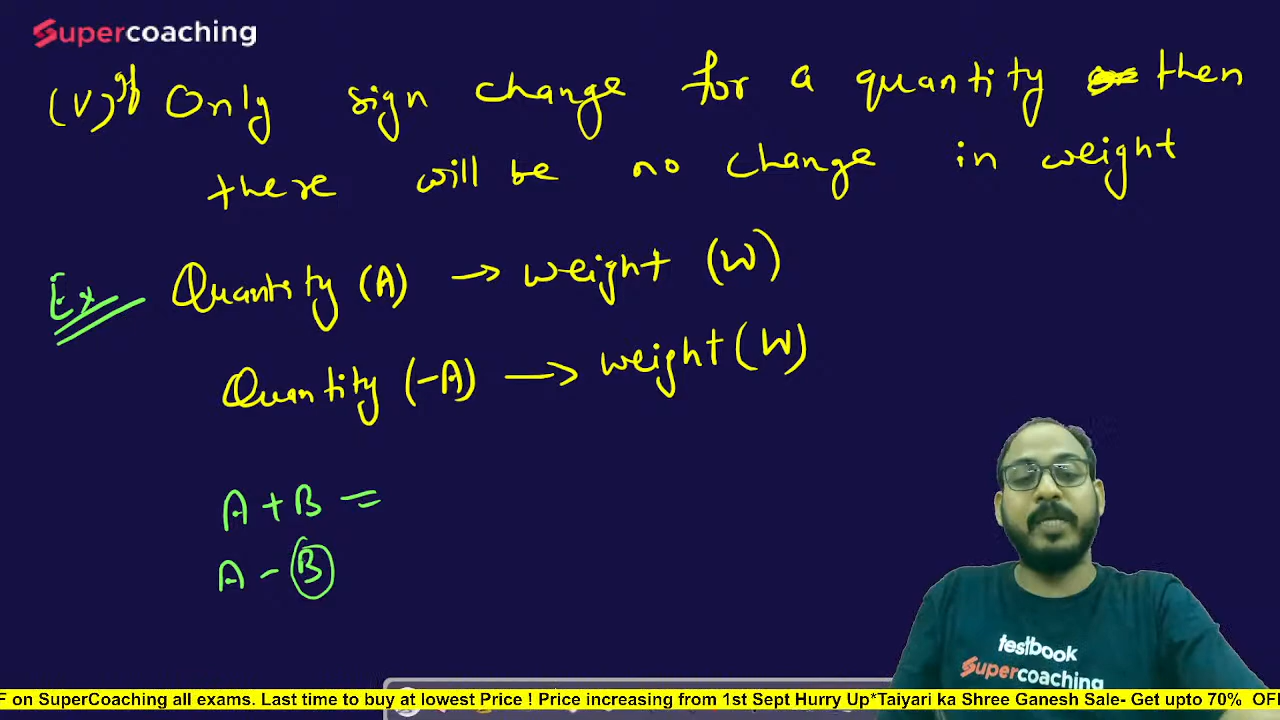 Supercoaching
(V) If Only sign change for a quantity then
there will be no change in weight
Ex Quantity (A) → weight (W)
Quantity (-A) → weight (W)
A + B =
A - B
testbook
Supercoaching
F on SuperCoaching all exams. Last time to buy at lowest Price ! Price increasing from 1st Sept Hurry Up*Taiyari ka Shree Ganesh Sale- Get upto 70% OF